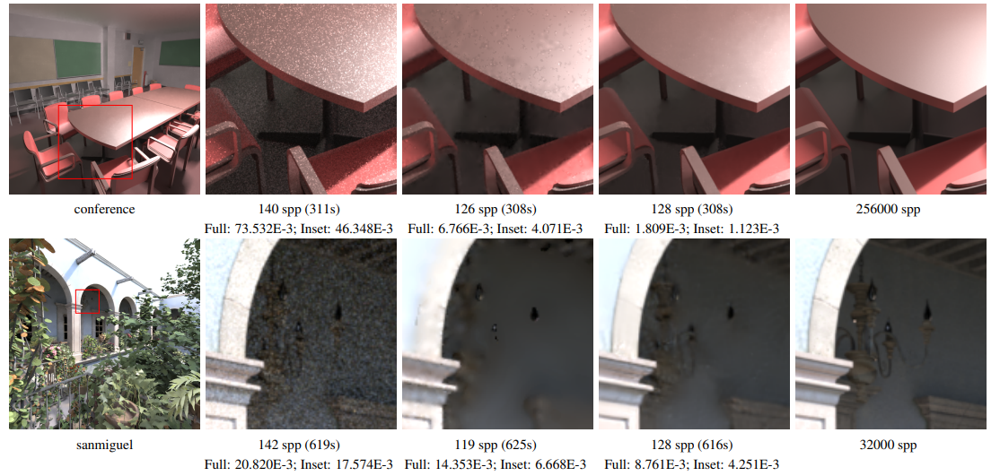 conference
140 spp (311s)
126 spp (308s)
128 spp (308s)
256000 spp
Full: 73.532E-3; Inset: 46.348E-3
Full: 6.766E-3; Inset: 4.071E-3
Full: 1.809E-3; Inset: 1.123E-3
sanmiguel
142 spp (619s)
119 spp (625s)
128 spp (616s)
32000 spp
Full: 20.820E-3; Inset: 17.574E-3
Full: 14.353E-3; Inset: 6.668E-3
Full: 8.761E-3; Inset: 4.251E-3